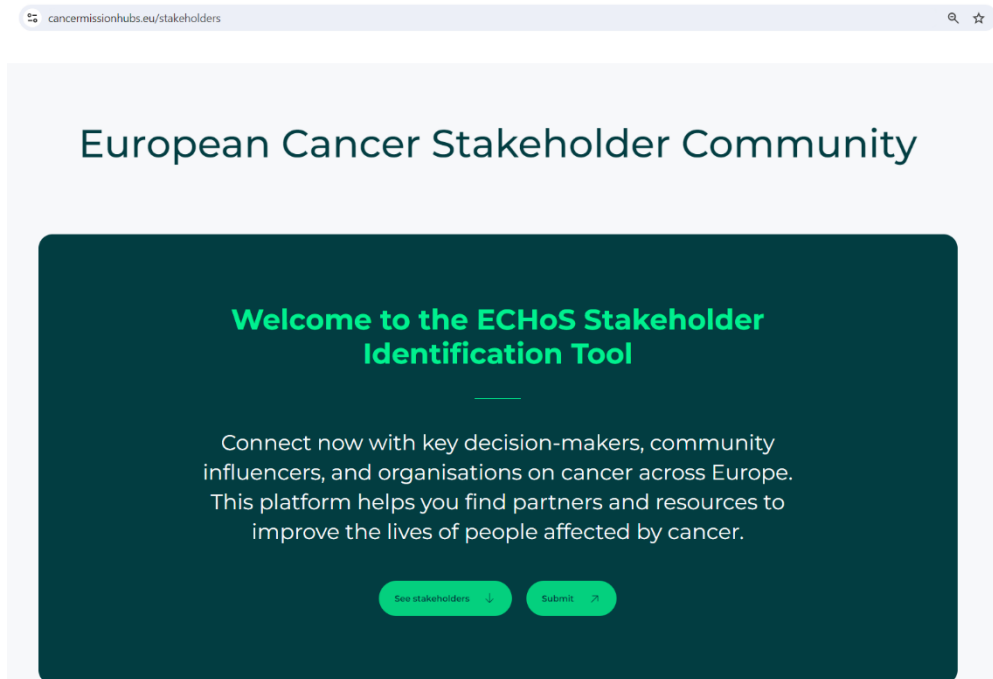 cancermissionhubs.eu/stakeholders
European Cancer Stakeholder Community
Welcome to the ECHoS Stakeholder
Identification Tool
Connect now with key decision-makers, community
influencers, and organisations on cancer across Europe.
This platform helps you find partners and resources to
improve the lives of people affected by cancer.
See stakeholders
Submit